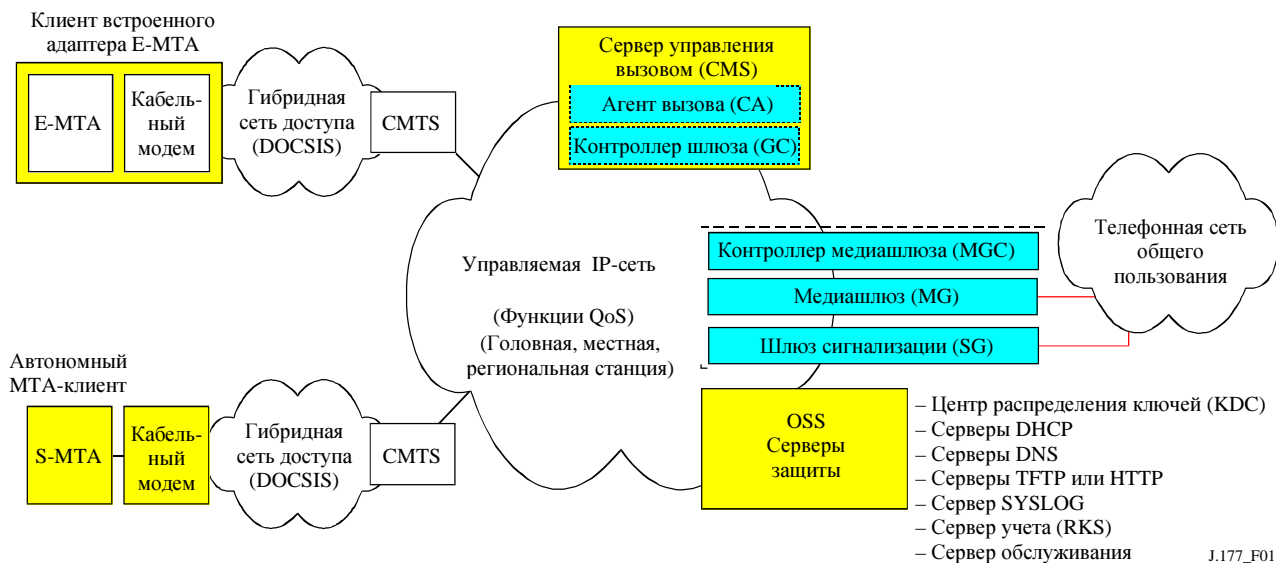 Клиент встроенного
адаптера E-MTA
E-MTA
Кабель-
ный
модем
Гибридная
сеть доступа
(DOCSIS)
CMTS
Сервер управления
вызовом (CMS)
Агент вызова (CA)
Контроллер шлюза (GC)
Управляемая IP-сеть
(Функции QoS)
(Головная, местная,
региональная станция)
Контроллер медиашлюза (MGC)
Медиашлюз (MG)
Шлюз сигнализации (SG)
Телефонная сеть
общего
пользования
Автономный
МТА-клиент
S-MTA
Кабель-
ный
модем
Гибридная
сеть доступа
(DOCSIS)
CMTS
OSS
Серверы
защиты
– Центр распределения ключей (KDC)
– Серверы DHCP
– Серверы DNS
– Серверы TFTP или HTTP
– Сервер SYSLOG
– Сервер учета (RKS)
– Сервер обслуживания
J.177_F01